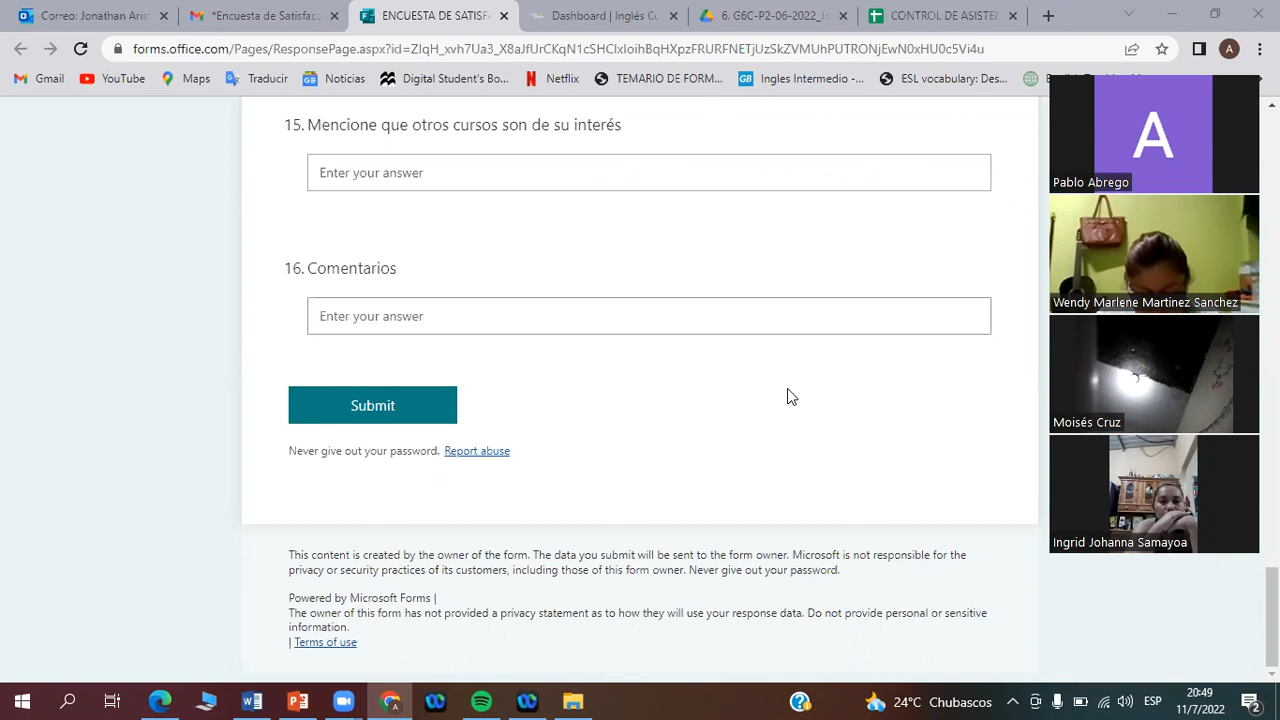 Correo: Jonathan Arist
*Encuesta de Satisfac
ENCUESTA DE SATISF
Dashboard | Inglés Cu
6. G6C-P2-06-2022_Jo
CONTROL DE ASISTE
forms.office.com/Pages/ResponsePage.aspx?id=ZIqH_xvh7Ua3_X8aJfUrCKqN1cSHCIxIoihBqHXpzFRURFNETjUzSkZVMUhPUTRONjEwN0xHU0c5Vi4u
A
Gmail
YouTube
Maps
Traducir
Noticias
Digital Student's Bo...
Netflix
TEMARIO DE FORM...
GB
Ingles Intermedio -...
ESL vocabulary: Des...
15. Mencione que otros cursos son de su interés
Enter your answer
16. Comentarios
Enter your answer
Submit
Never give out your password. Report abuse
This content is created by the owner of the form. The data you submit will be sent to the form owner. Microsoft is not responsible for the
privacy or security practices of its customers, including those of this form owner. Never give out your password.
Powered by Microsoft Forms |
The owner of this form has not provided a privacy statement as to how they will use your response data. Do not provide personal or sensitive
information.
| Terms of use
A
Pablo Abrego
Wendy Marlene Martinez Sanchez
Moisés Cruz
Ingrid Johanna Samayoa
24°C Chubascos
ESP
20:49
11/7/2022
2